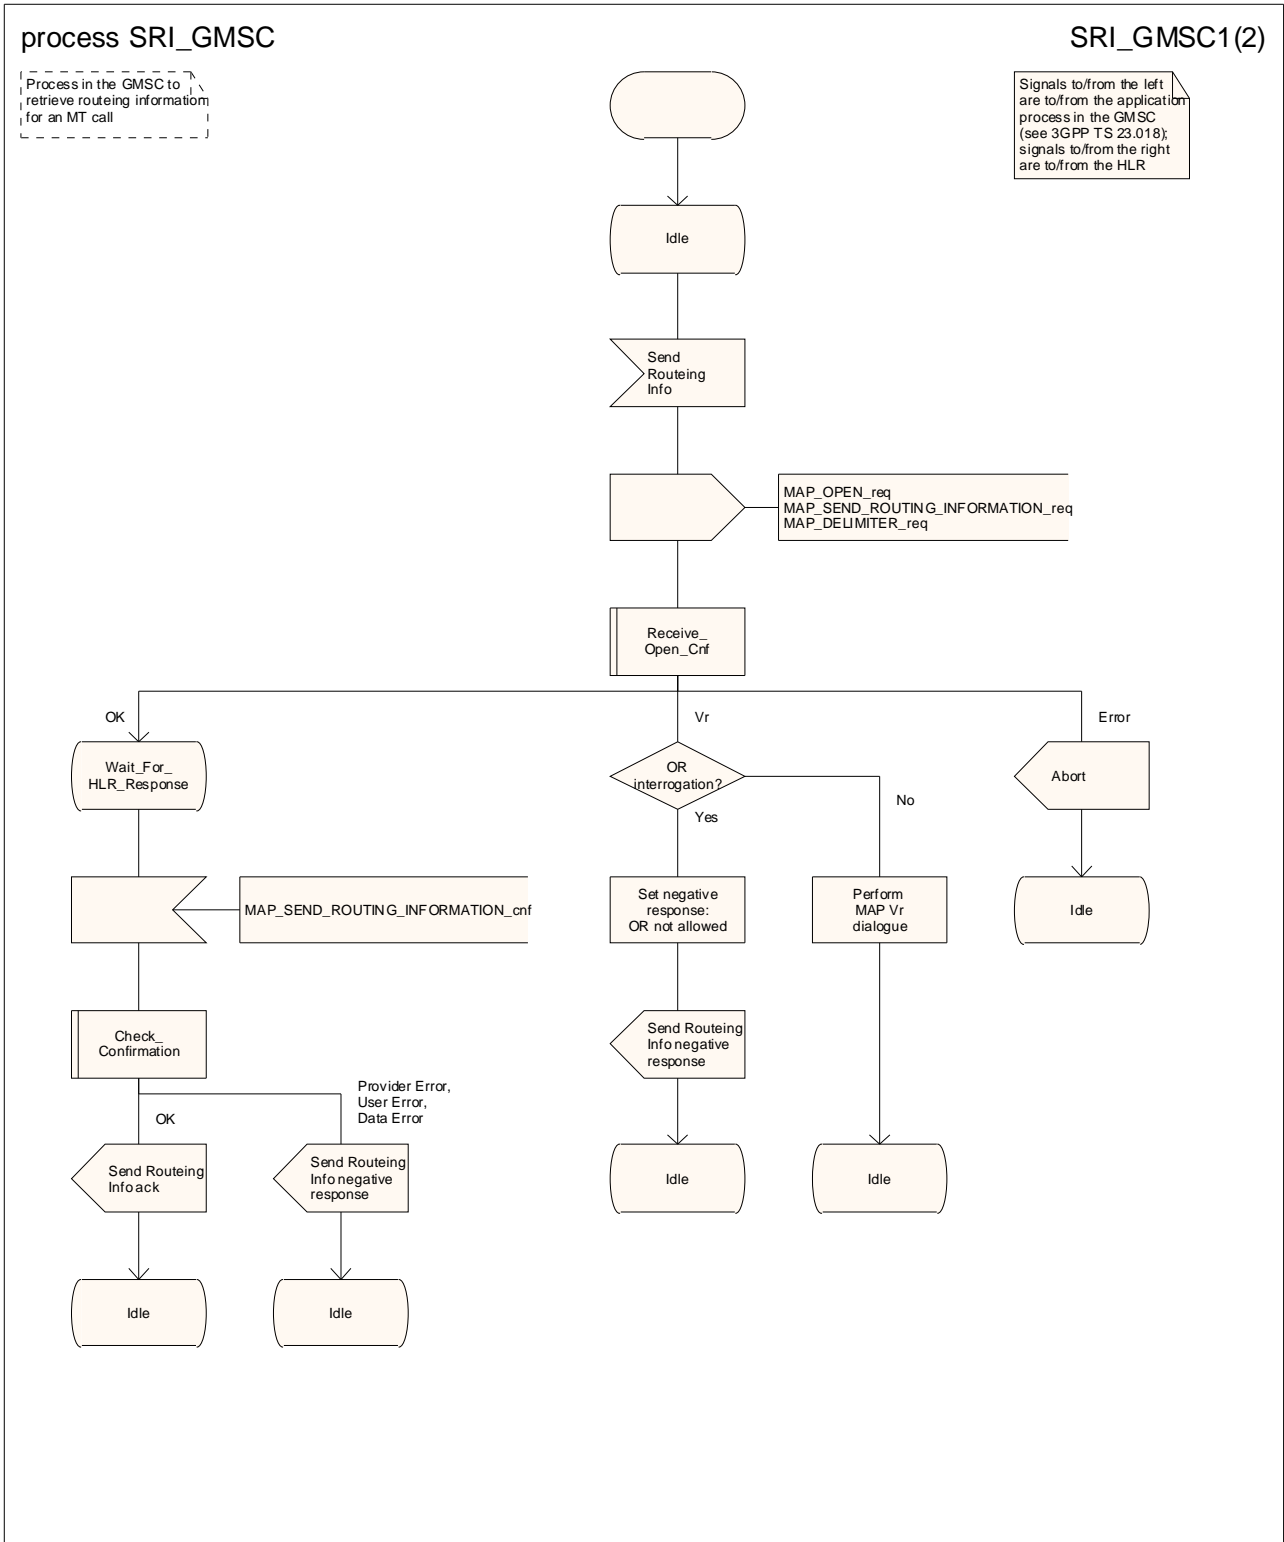 process SRI_GMSC
SRI_GMSC1(2)
Process in the GMSC to
retrieve routeing information
for an MT call
Signals to/from the left
are to/from the application
process in the GMSC
(see 3GPP TS 23.018);
signals to/from the right
are to/from the HLR
Idle
Send
Routeing
Info
MAP_OPEN_req
MAP_SEND_ROUTING_INFORMATION_req
MAP_DELIMITER_req
Receive_
Open_Cnf
OK
Vr
Error
Wait_For_
HLR_Response
OR
interrogation?
Abort
No
Yes
MAP_SEND_ROUTING_INFORMATION_cnf
Set negative
response:
OR not allowed
Perform
MAP Vr
dialogue
Idle
Check_
Confirmation
Send Routeing
Info negative
response
Provider Error,
User Error,
Data Error
OK
Send Routeing
Info ack
Send Routeing
Info negative
response
Idle
Idle
Idle
Idle